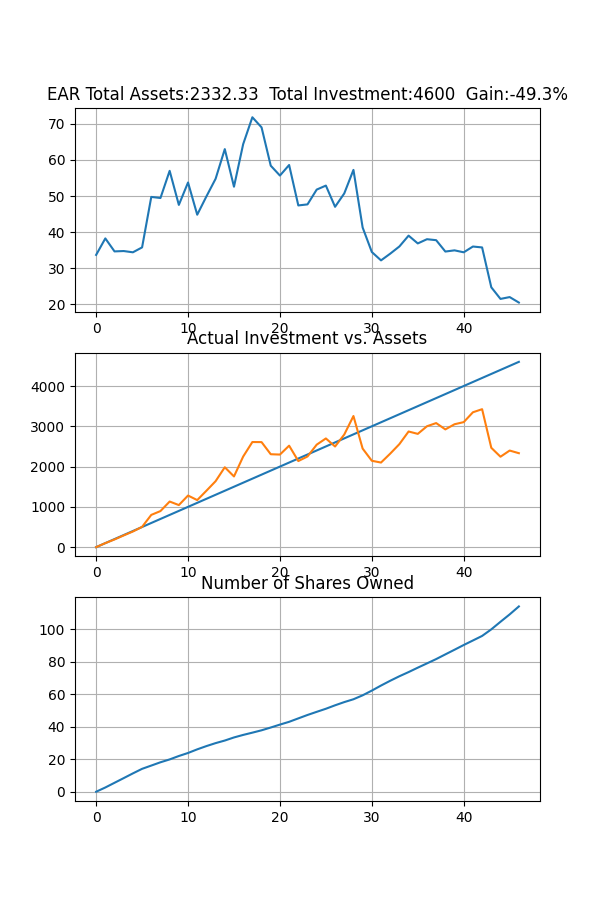 EAR Total Assets:2332.33  Total Investment:4600  Gain:-49.3%
70
60
50
40
30
20
0 10 20 30 40
Actual Investment vs. Assets
4000
3000
2000
1000
0
0 10 20 30 40
Number of Shares Owned
100
80
60
40
20
0
0 10 20 30 40